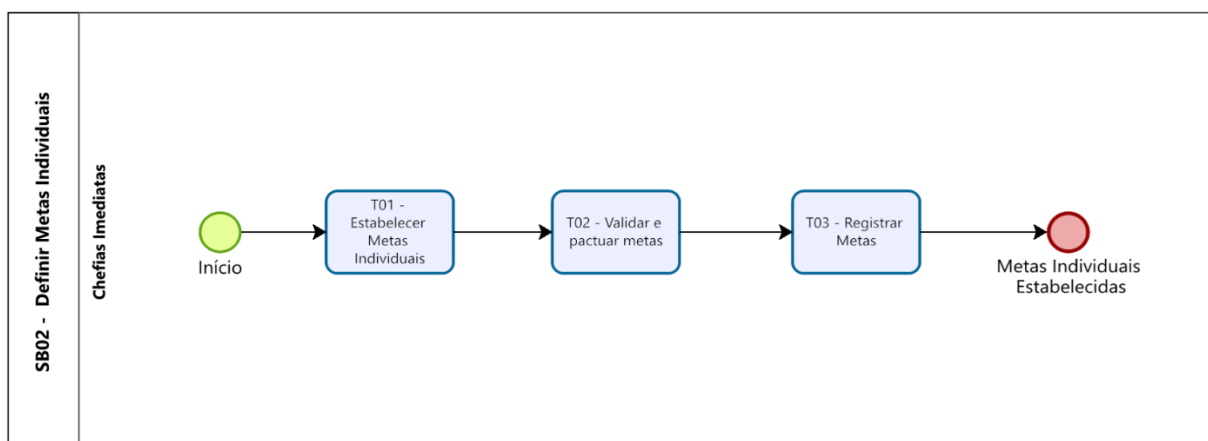 SB02 - Definir Metas Individuais
Chefias Imediatas
Início
T01 -
Estabelecer
Metas
Individuais
T02 - Validar e
pactuar metas
T03 - Registrar
Metas
Metas Individuais
Estabelecidas